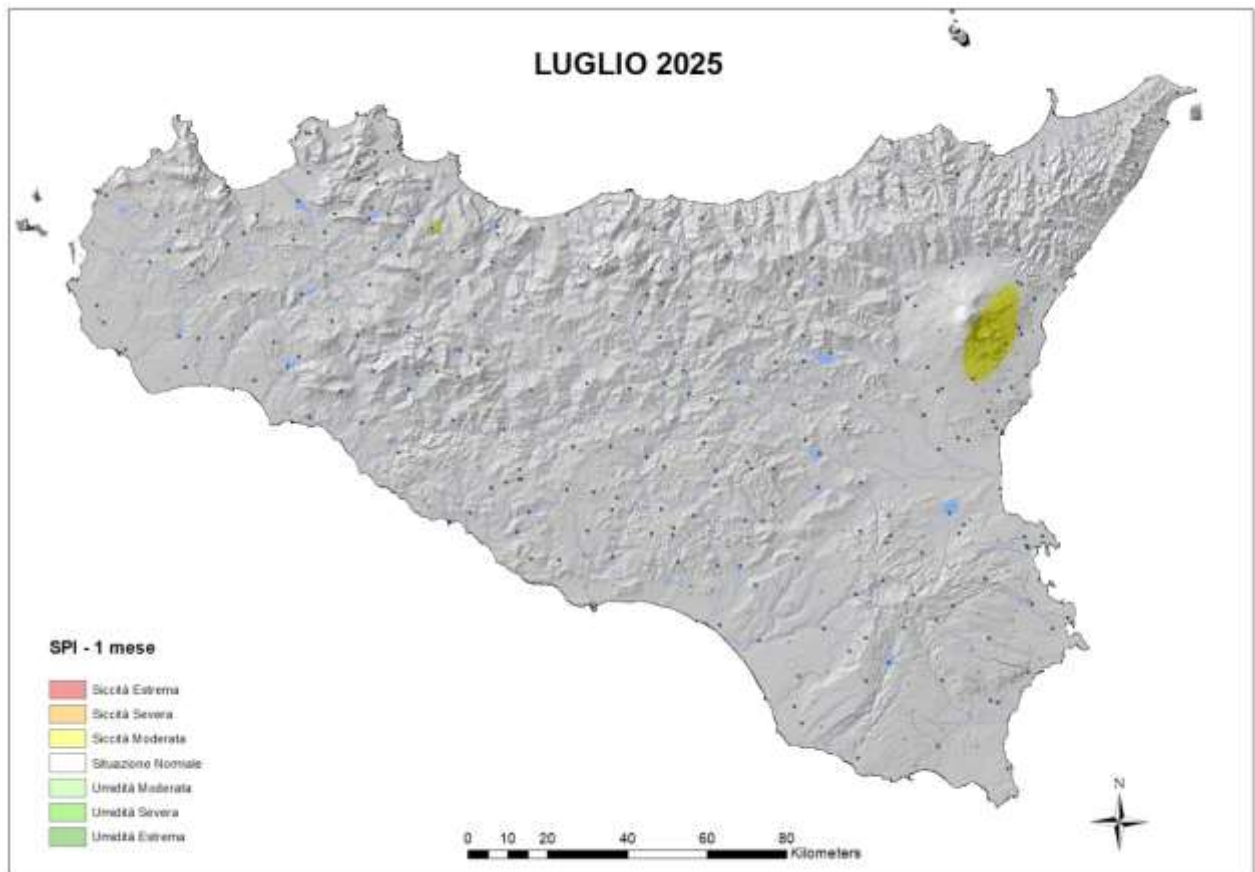 LUGLIO 2025
SPI - 1 mese
Siccità Estrema
Siccità Severa
Siccità Moderata
Situazione Normale
Umidità Moderata
Umidità Severa
Umidità Estrema
N
0 10 20 40 60 80
Kilometers